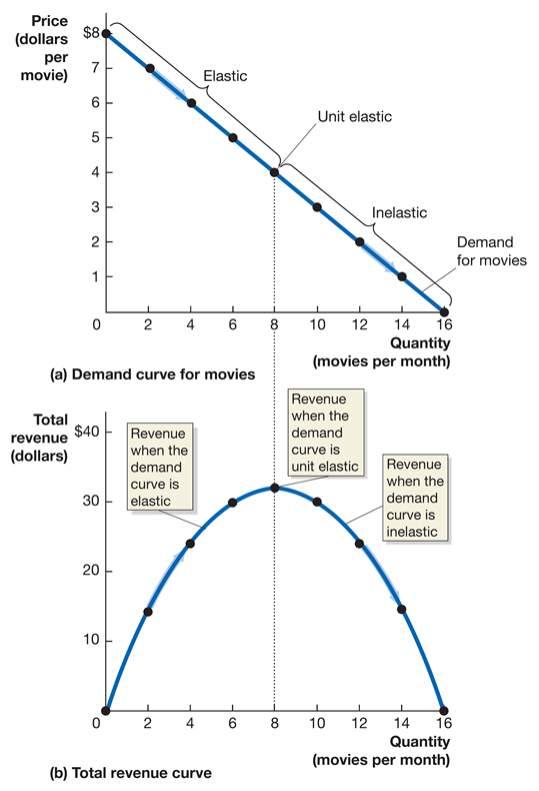 Price
(dollars
per
movie)
$8
7
6
5
4
3
2
1
0
Elastic
Unit elastic
Inelastic
Demand
for movies
2
4
6
8
10
12
14
16
Quantity
(movies per month)
(a) Demand curve for movies
Total
revenue
(dollars)
$40
30
20
10
0
Revenue
when the
demand
curve is
elastic
Revenue
when the
demand
curve is
unit elastic
Revenue
when the
demand
curve is
inelastic
2
4
6
8
10
12
14
16
Quantity
(movies per month)
(b) Total revenue curve